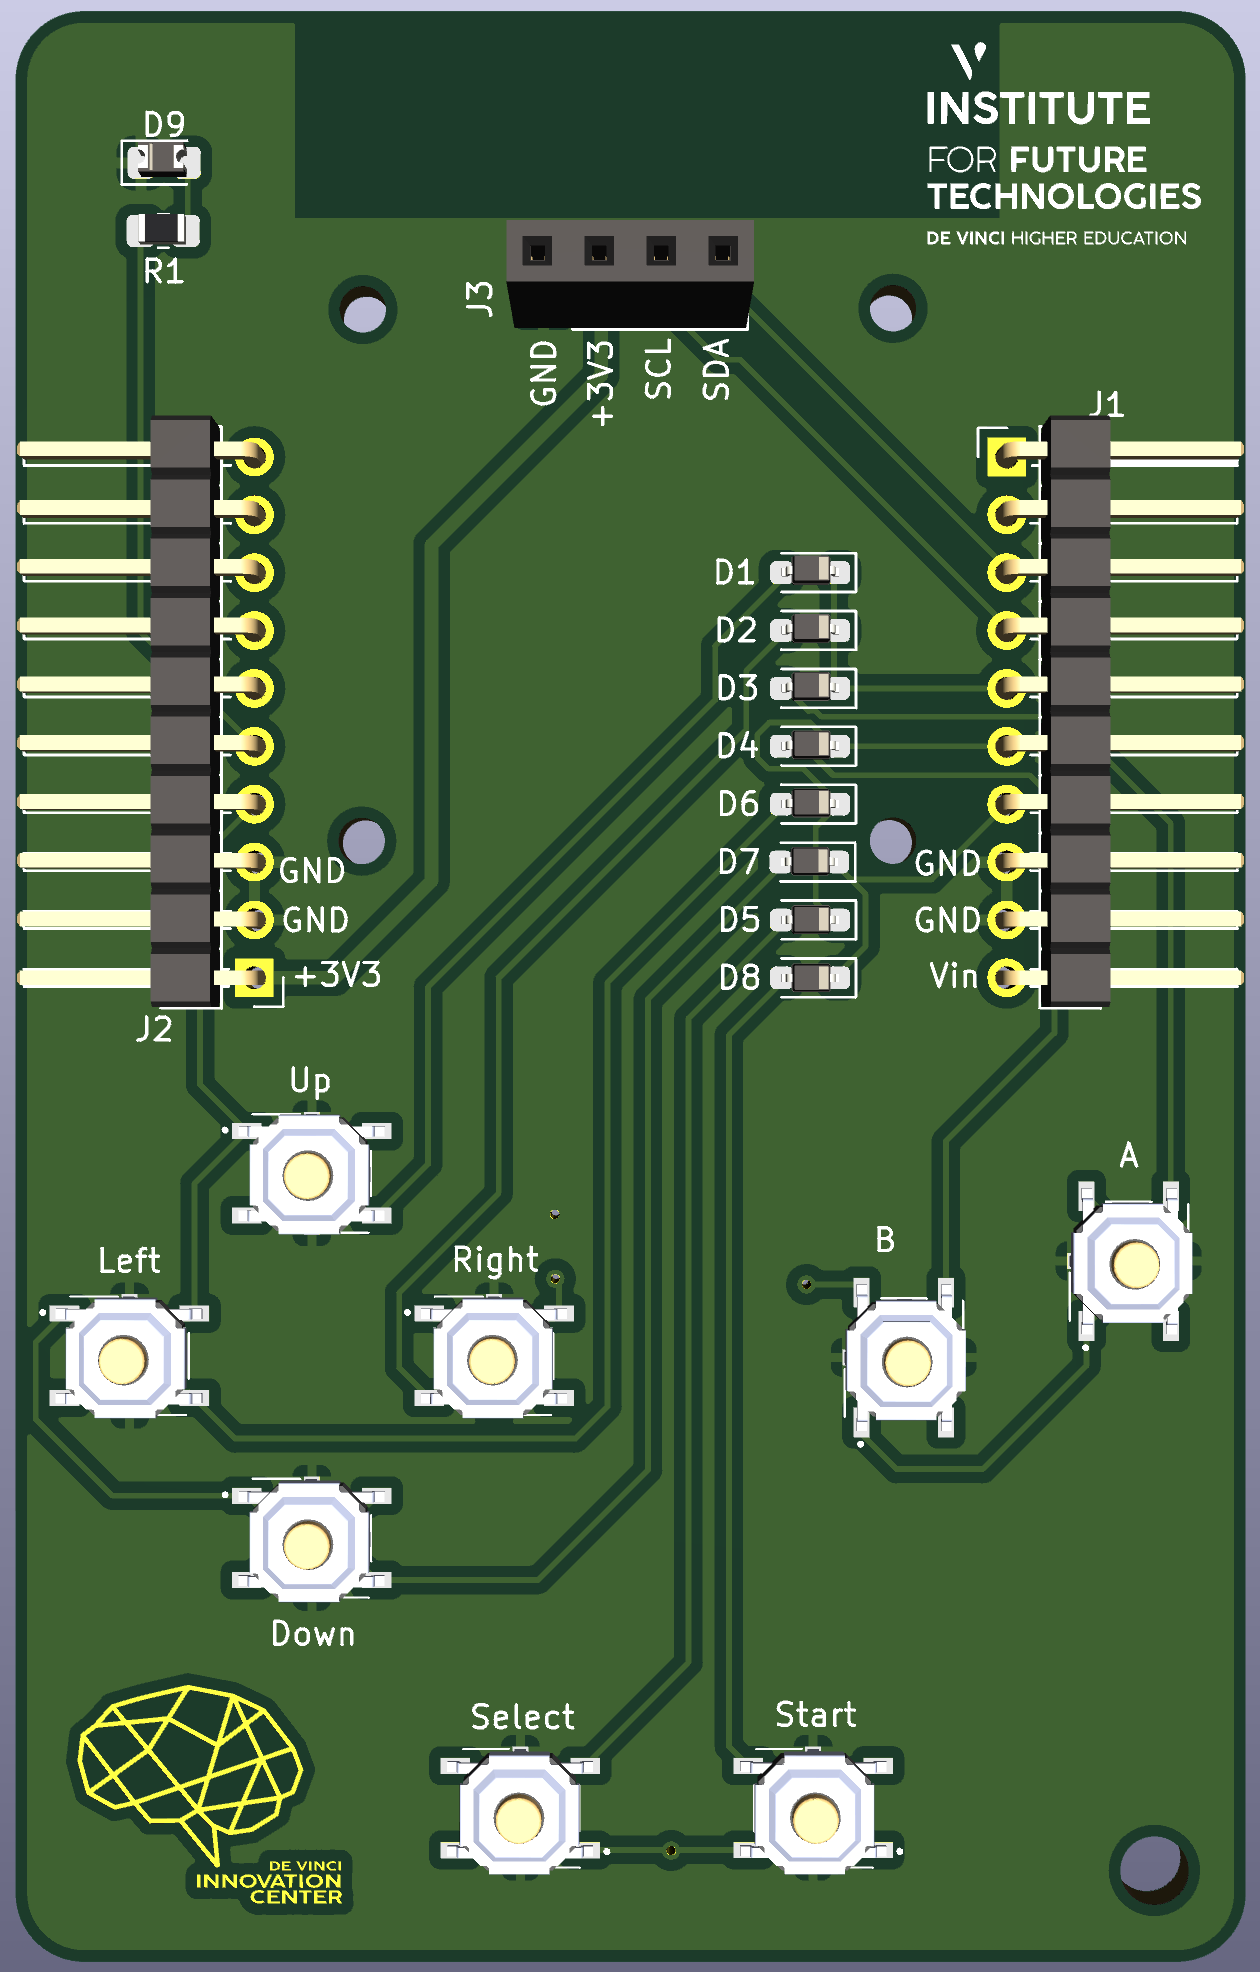 INSTITUTE
FOR FUTURE
TECHNOLOGIES
DE VINCI HIGHER EDUCATION
D9
R1
J3
GND
+3V3
SCL
SDA
J1
D1
D2
D3
D4
D6
D7
D5
D8
GND
GND
+3V3
J2
GND
GND
Vin
Up
Left
Right
A
B
Down
Select
Start
DE VINCI
INNOVATION
CENTER